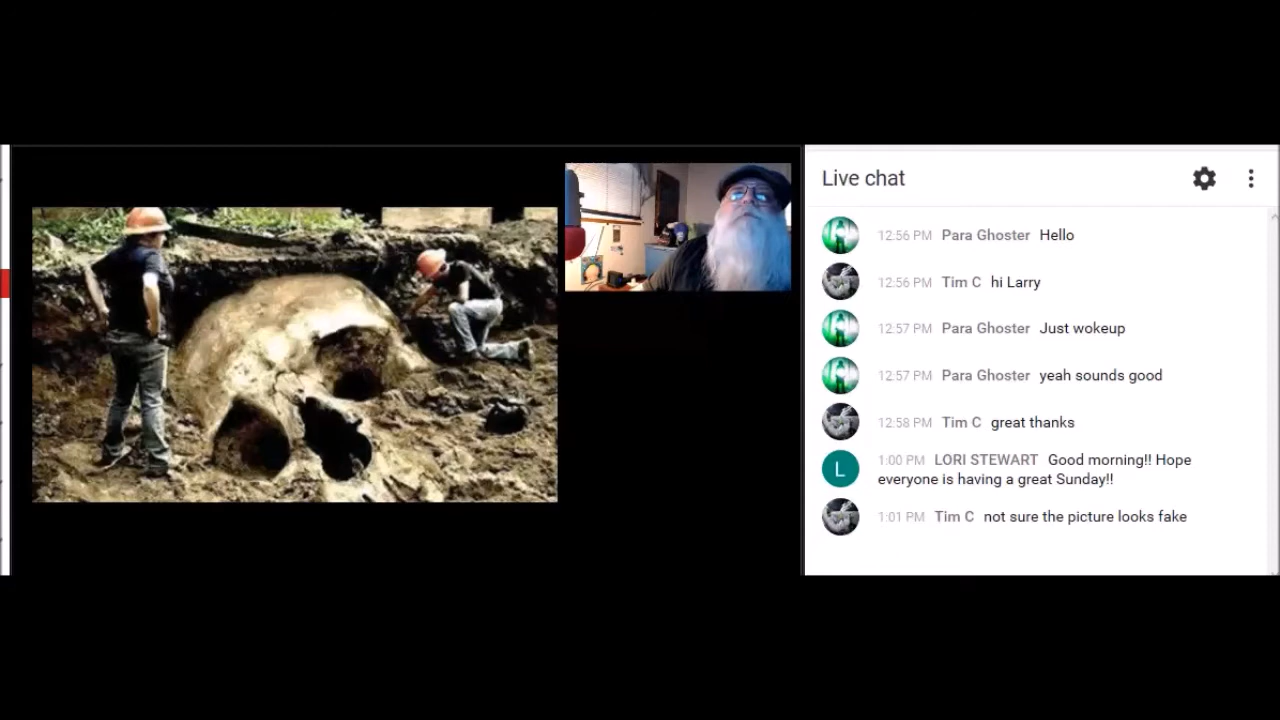 Live chat
12:56 PM Para Ghoster Hello
12:56 PM Tim C hi Larry
12:57 PM Para Ghoster Just wokeup
12:57 PM Para Ghoster yeah sounds good
12:58 PM Tim C great thanks
L
1:00 PM LORI STEWART Good morning!! Hope
everyone is having a great Sunday!!
1:01 PM Tim C not sure the picture looks fake